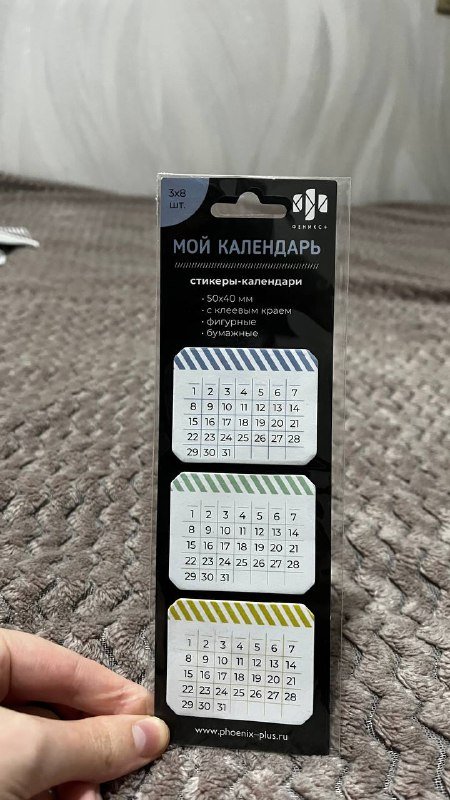 3х8
шт.
ФЕНИКС+
МОЙ КАЛЕНДАРЬ
стикеры-календари
• 50х40 мм
• с клеевым краем
• фигурные
• бумажные
1 2 3 4 5 6 7
8 9 10 11 12 13 14
15 16 17 18 19 20 21
22 23 24 25 26 27 28
29 30 31
1 2 3 4 5 6 7
8 9 10 11 12 13 14
15 16 17 18 19 20 21
22 23 24 25 26 27 28
29 30 31
1 2 3 4 5 6 7
8 9 10 11 12 13 14
15 16 17 18 19 20 21
22 23 24 25 26 27 28
29 30 31
www.phoenix-plus.ru